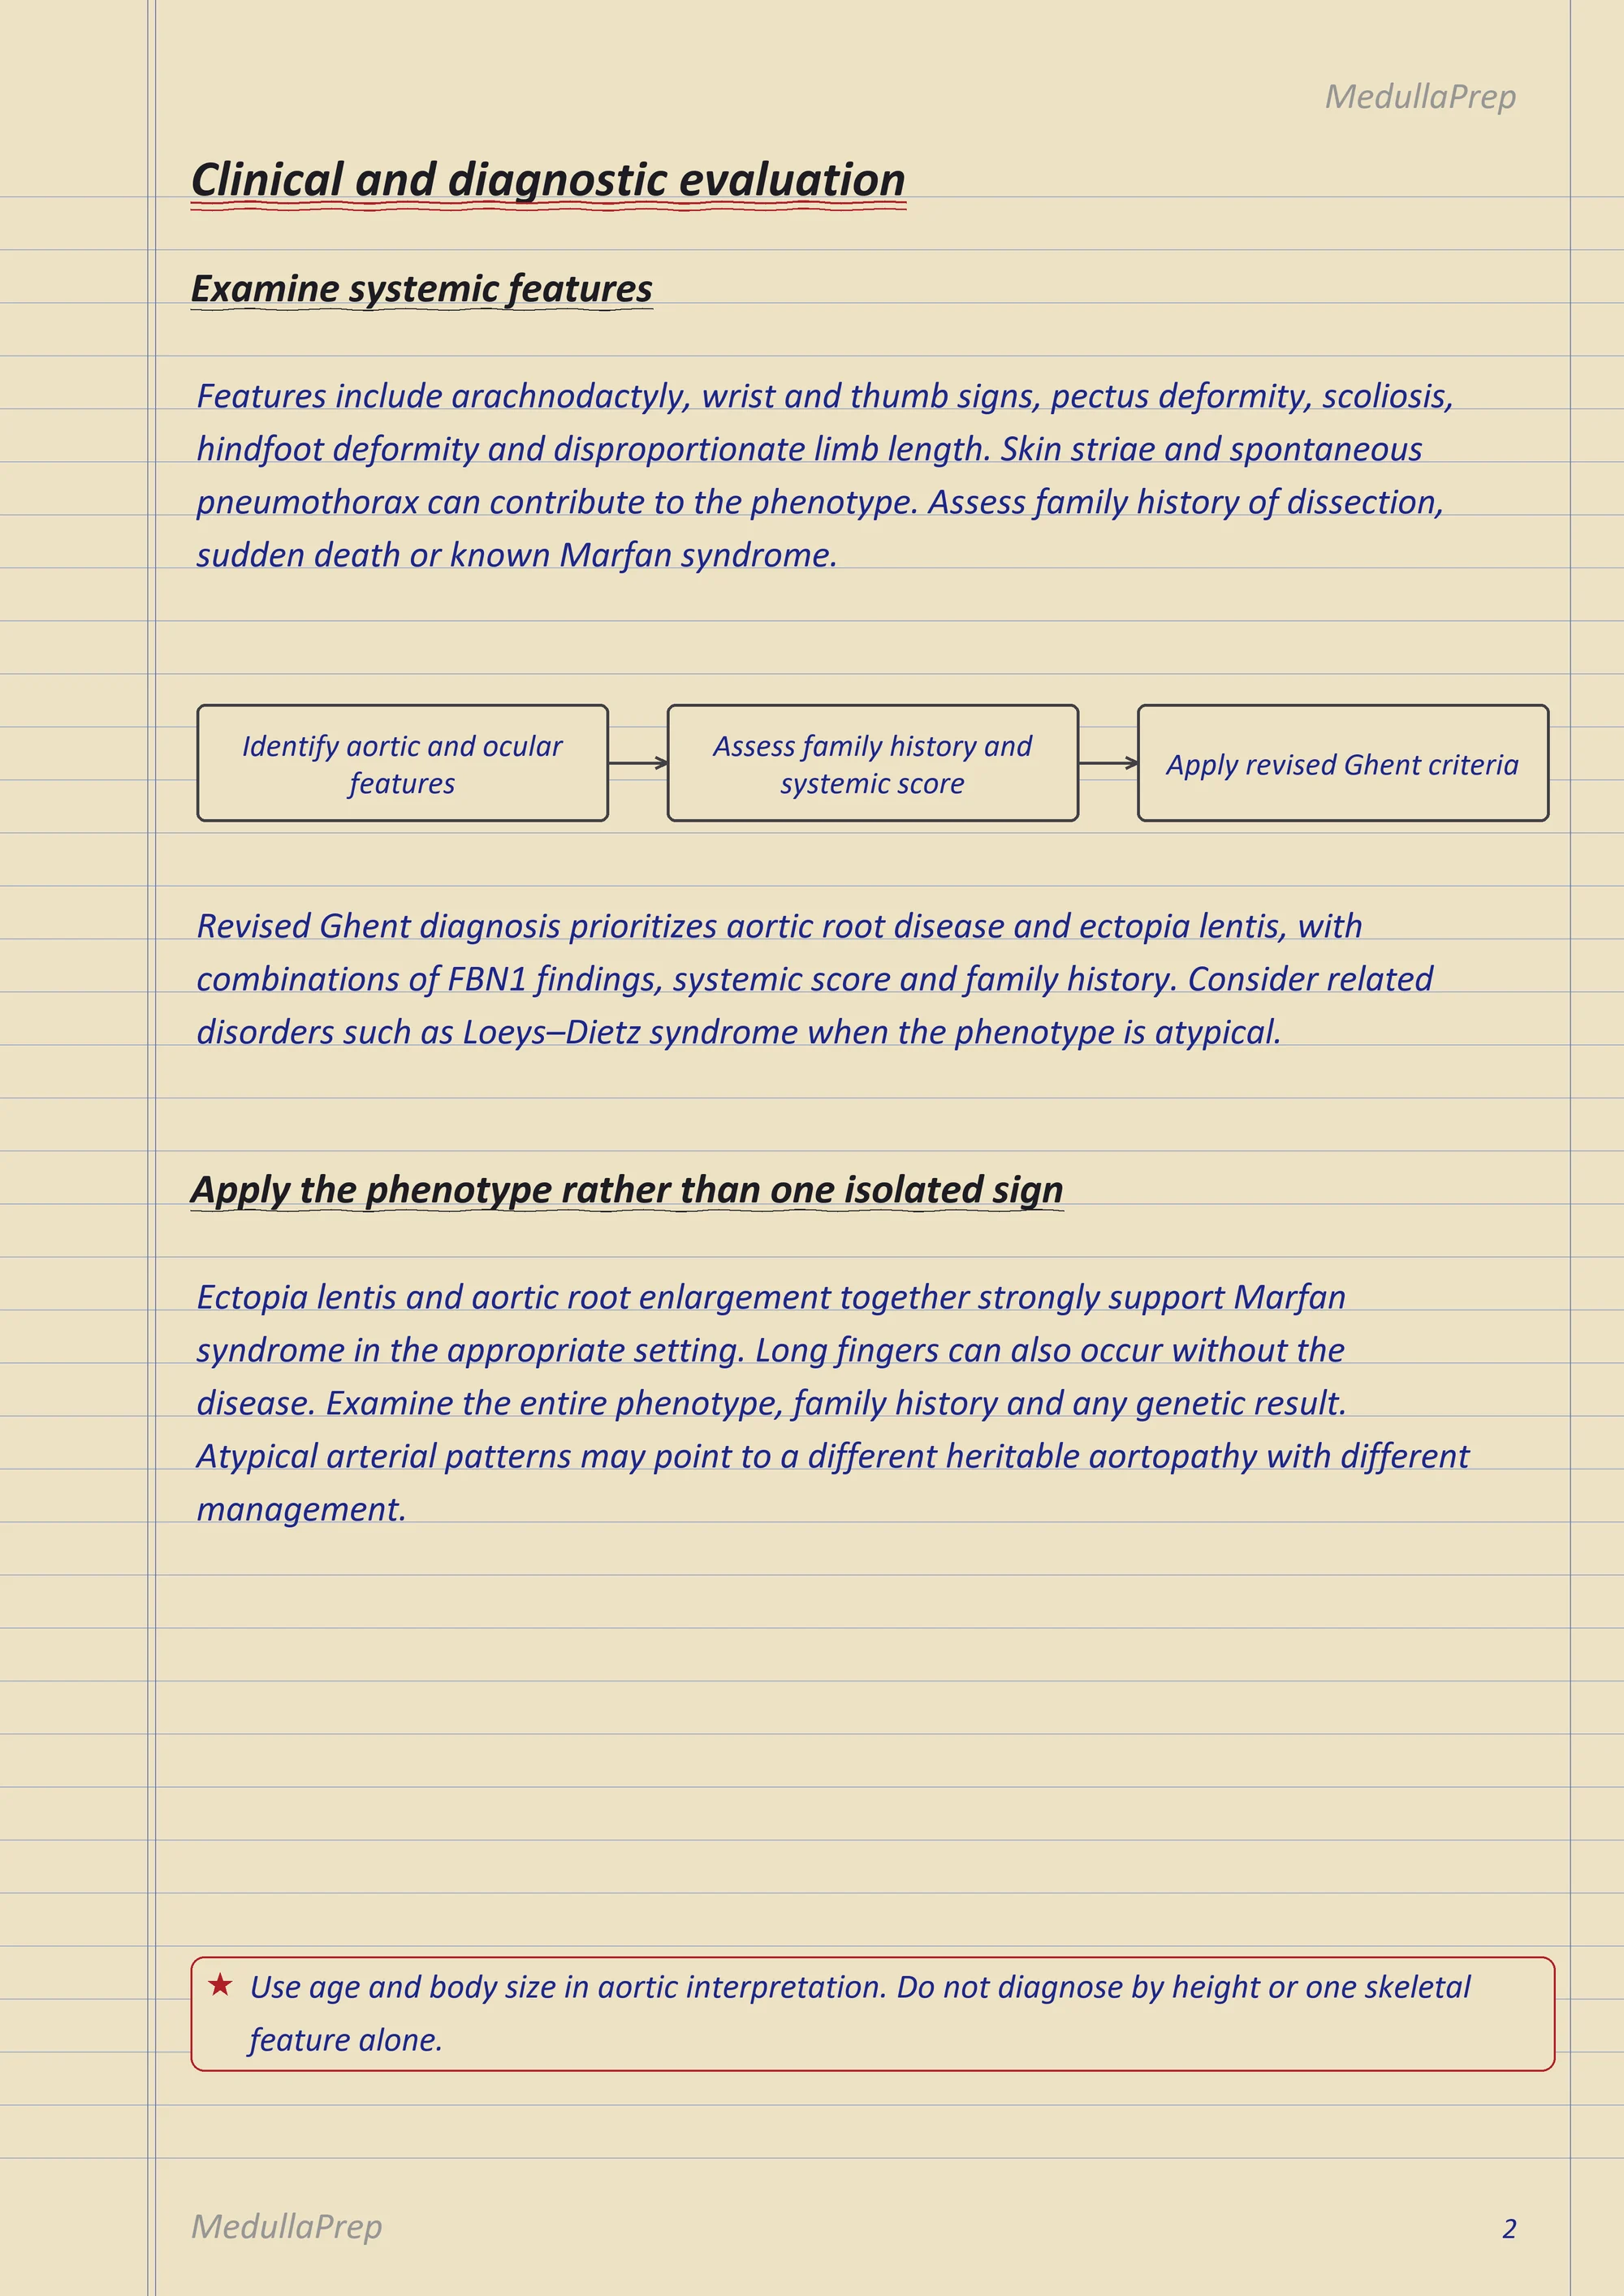 MedullaPrep
Clinical and diagnostic evaluation
Examine systemic features
Features include arachnodactyly, wrist and thumb signs, pectus deformity, scoliosis,
hindfoot deformity and disproportionate limb length. Skin striae and spontaneous
pneumothorax can contribute to the phenotype. Assess family history of dissection,
sudden death or known Marfan syndrome.
Identify aortic and ocular
features
Assess family history and
systemic score
Apply revised Ghent criteria
Revised Ghent diagnosis prioritizes aortic root disease and ectopia lentis, with
combinations of FBN1 findings, systemic score and family history. Consider related
disorders such as Loeys–Dietz syndrome when the phenotype is atypical.
Apply the phenotype rather than one isolated sign
Ectopia lentis and aortic root enlargement together strongly support Marfan
syndrome in the appropriate setting. Long fingers can also occur without the
disease. Examine the entire phenotype, family history and any genetic result.
Atypical arterial patterns may point to a different heritable aortopathy with different
management.
★ Use age and body size in aortic interpretation. Do not diagnose by height or one skeletal
feature alone.
MedullaPrep
2